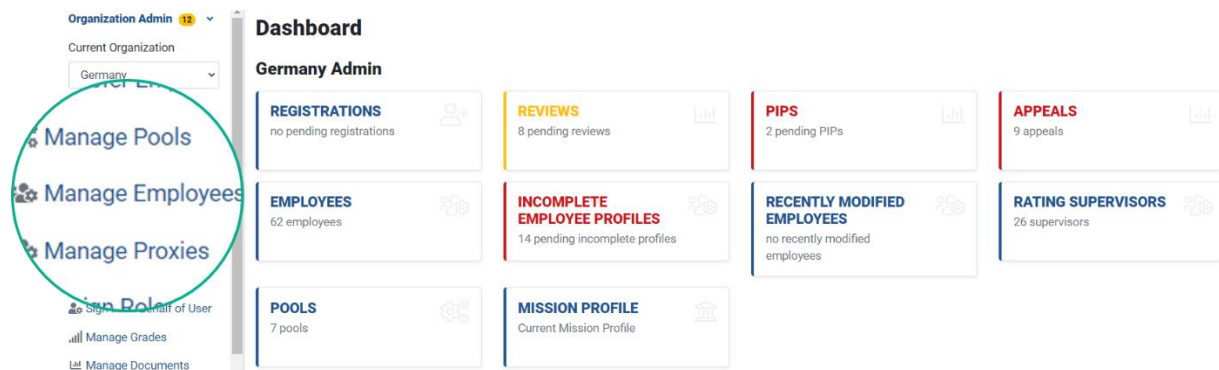 Organization Admin 12
Current Organization
Germany
Manage Pools
Manage Employees
Manage Proxies
of User
Manage Grades
Manage Documents
Dashboard
Germany Admin
REGISTRATIONS
no pending registrations
REVIEWS
8 pending reviews
PIPS
2 pending PIPs
APPEALS
9 appeals
EMPLOYEES
62 employees
INCOMPLETE
EMPLOYEE PROFILES
14 pending incomplete profiles
RECENTLY MODIFIED
EMPLOYEES
no recently modified
employees
RATING SUPERVISORS
26 supervisors
POOLS
7 pools
MISSION PROFILE
Current Mission Profile